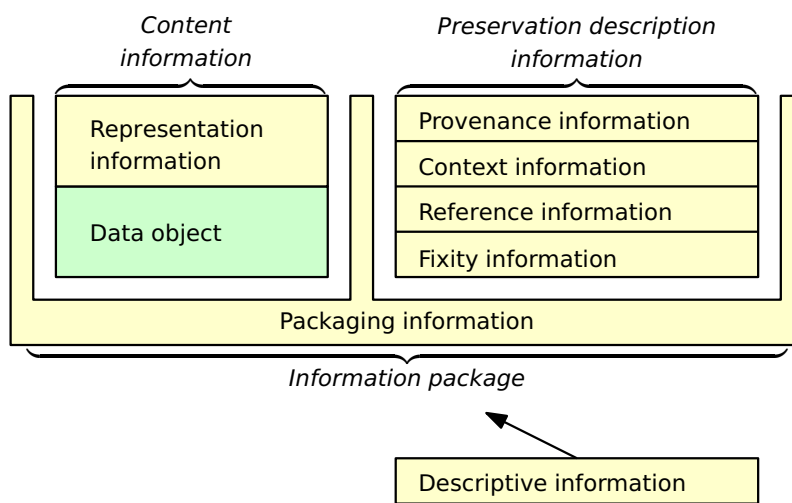 Content
information
Preservation description
information
Representation
information
Data object
Provenance information
Context information
Reference information
Fixity information
Packaging information
Information package
Descriptive information